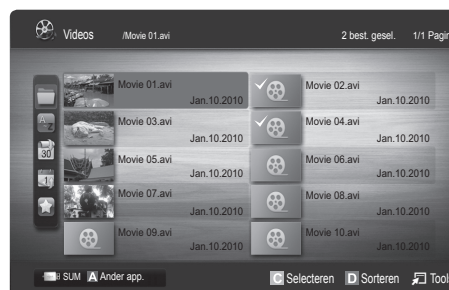 Videos /Movie 01.avi 2 best. gesel. 1/1 Pagin
Movie 01.avi Movie 02.avi
Jan.10.2010 Jan.10.2010
Movie 03.avi Movie 04.avi
Jan.10.2010 Jan.10.2010
Movie 05.avi Movie 06.avi
Jan.10.2010 Jan.10.2010
Movie 07.avi Movie 08.avi
Jan.10.2010 Jan.10.2010
Movie 09.avi Movie 10.avi
Jan.10.2010 Jan.10.2010
SUM A Ander app. C Selecteren D Sorteren Tools